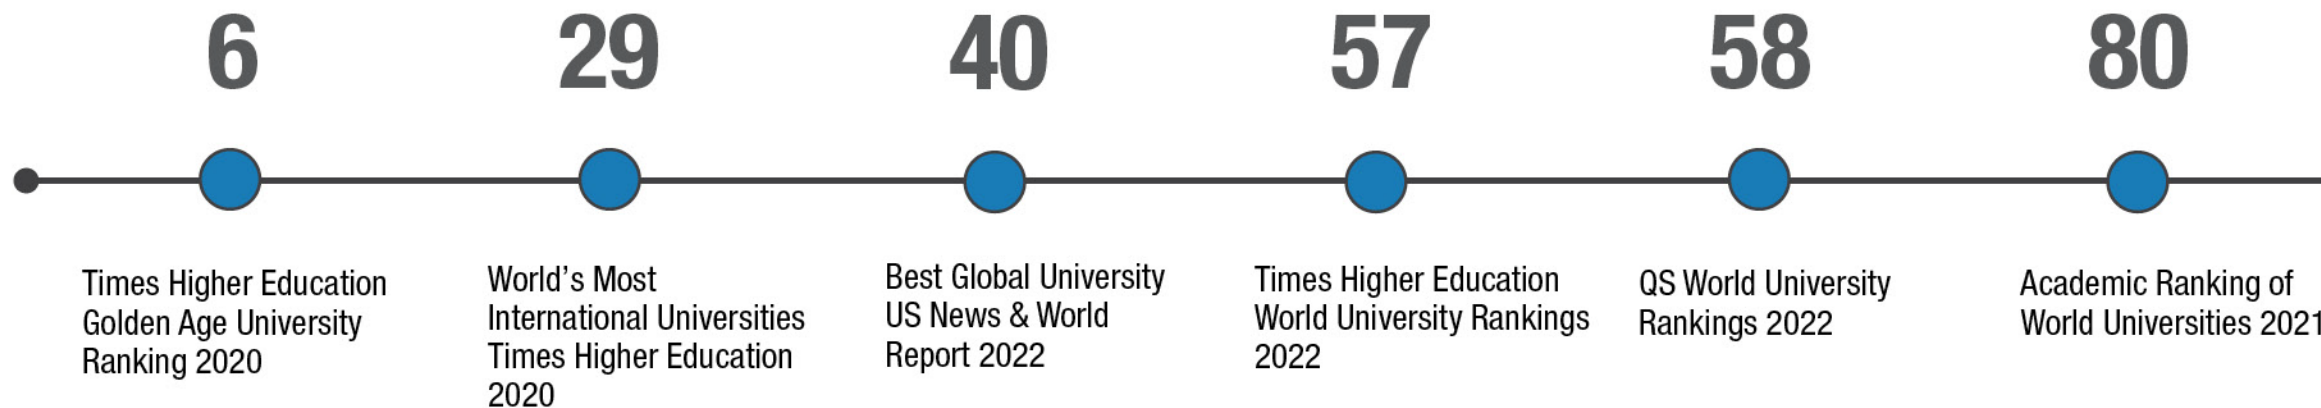 6
Times Higher Education
Golden Age University
Ranking 2020
29
World’s Most
International Universities
Times Higher Education
2020
40
Best Global University
US News & World
Report 2022
57
Times Higher Education
World University Rankings
2022
58
QS World University
Rankings 2022
80
Academic Ranking of
World Universities 2021